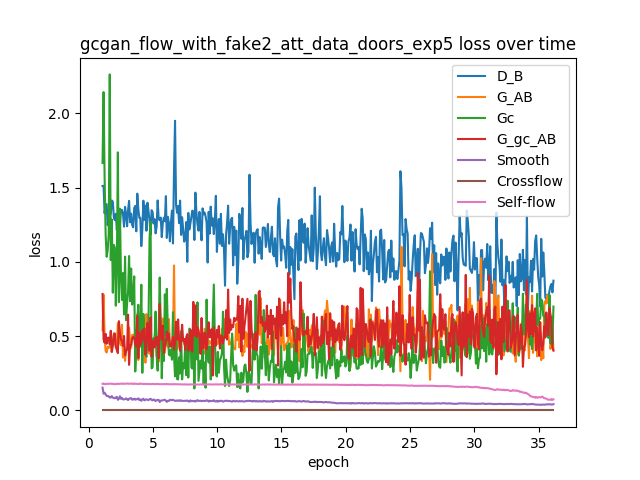 gcgan_flow_with_fake2_att_data_doors_exp5 loss over time
D_B
G_AB
Gc
G_gc_AB
Smooth
Crossflow
Self-flow
loss
2.0
1.5
1.0
0.5
0.0
0 5 10 15 20 25 30 35
epoch